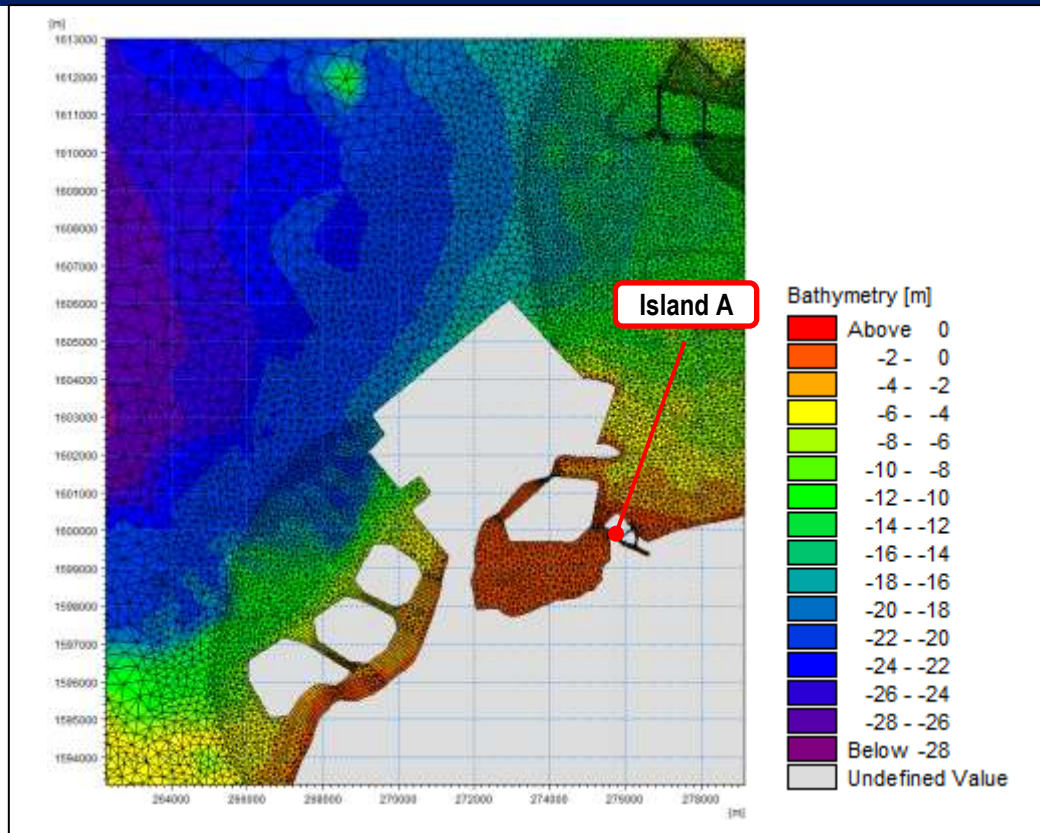 [m]
1613000
1612000
1611000
1610000
1609000
1608000
1607000
1606000
1605000
1604000
1603000
1602000
1601000
1600000
1599000
1598000
1597000
1596000
1595000
1594000
264000 266000 268000 270000 272000 274000 276000 278000
[m]
Island A
Bathymetry [m]
Above 0
-2 - 0
-4 - -2
-6 - -4
-8 - -6
-10 - -8
-12 - -10
-14 - -12
-16 - -14
-18 - -16
-20 - -18
-22 - -20
-24 - -22
-26 - -24
-28 - -26
Below -28
Undefined Value